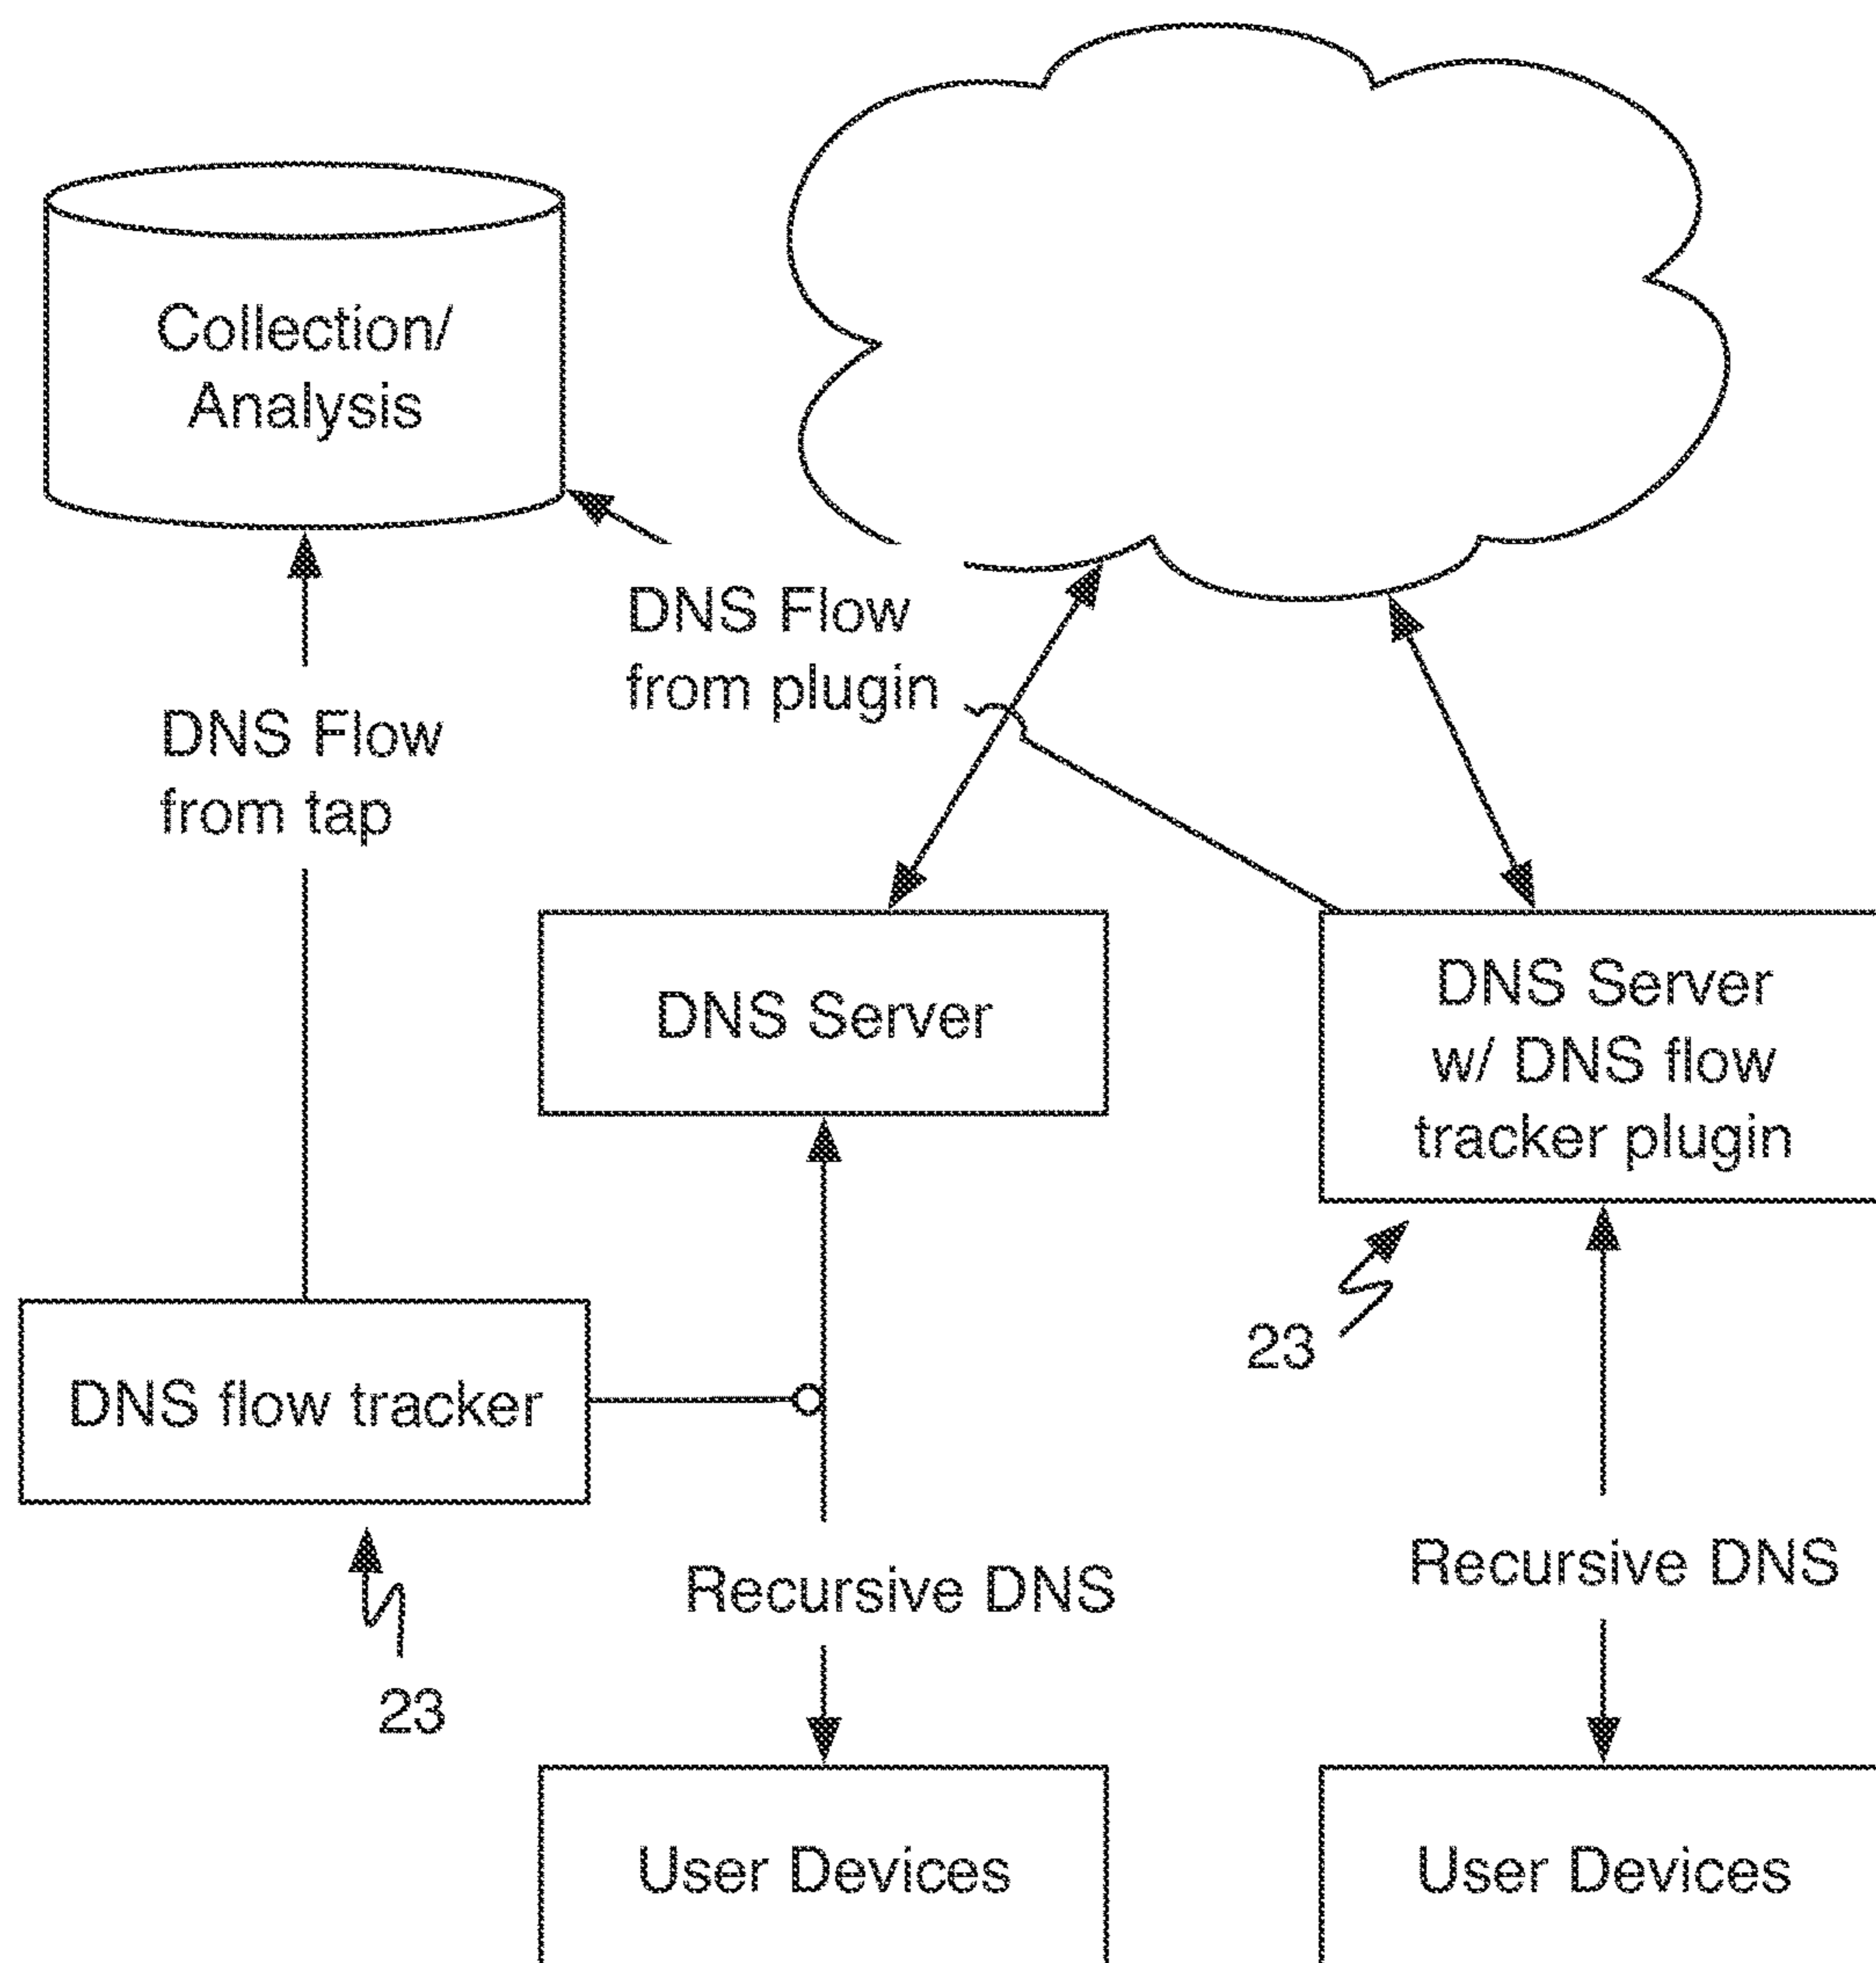 Collection/
Analysis
DNS Flow
from plugin
DNS Flow
from tap
DNS Server
DNS Server
w/ DNS flow
tracker plugin
23
DNS flow tracker
23
Recursive DNS
Recursive DNS
User Devices
User Devices